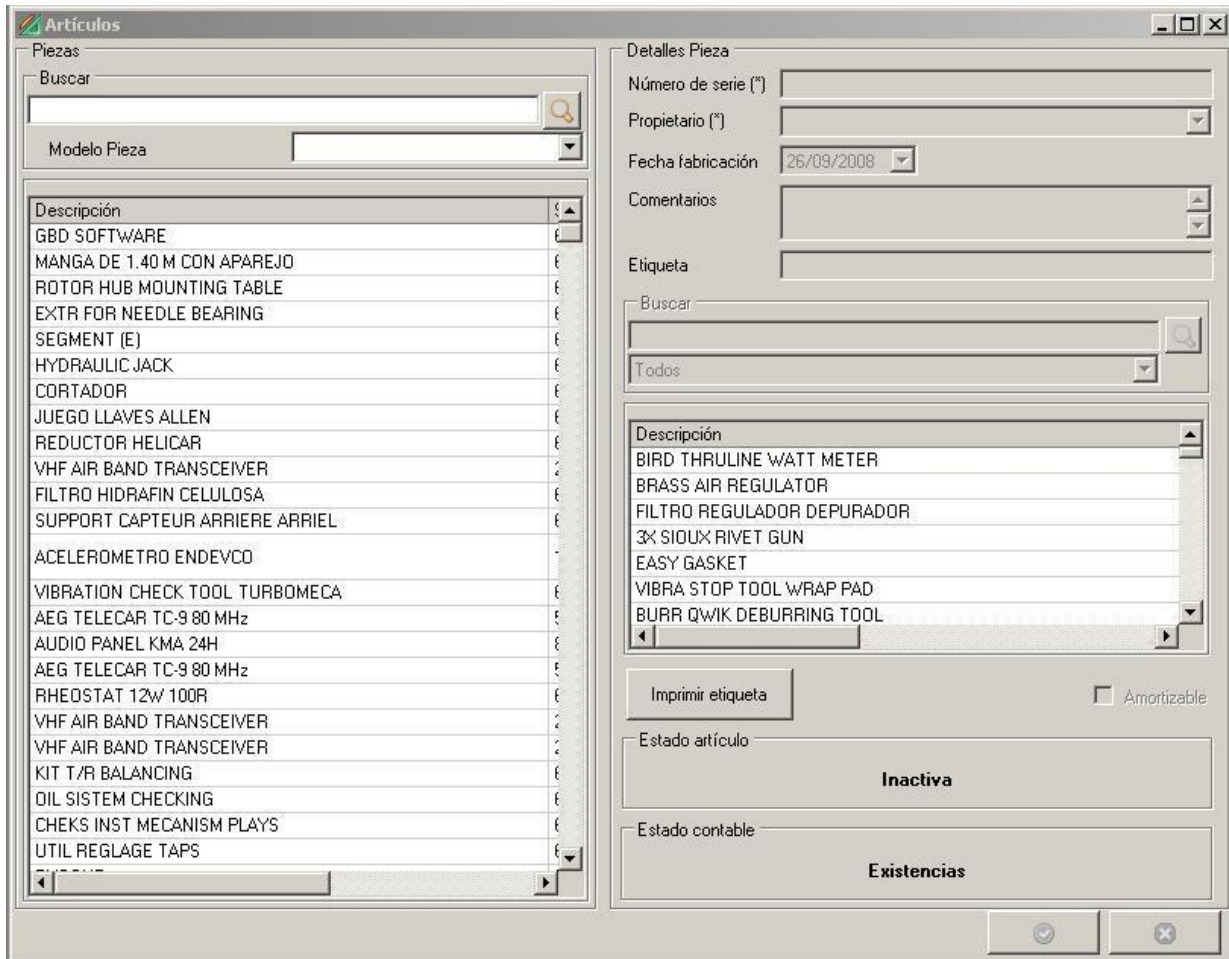 Artículos
Piezas
Buscar
Modelo Pieza
Descripción
GBD SOFTWARE
MANGA DE 1.40 M CON APAREJO
ROTOR HUB MOUNTING TABLE
EXTR FOR NEEDLE BEARING
SEGMENT (E)
HYDRAULIC JACK
CORTADOR
JUEGO LLAVES ALLEN
REDUCTOR HELICAR
VHF AIR BAND TRANSCEIVER
FILTRO HIDRAFIN CELULOSA
SUPPORT CAPTEUR ARRIERE ARRIEL
ACELEROMETRO ENDEVCO
VIBRATION CHECK TOOL TURBOMECA
AEG TELECAR TC-9 80 MHz
AUDIO PANEL KMA 24H
AEG TELECAR TC-9 80 MHz
RHEOSTAT 12W 100R
VHF AIR BAND TRANSCEIVER
VHF AIR BAND TRANSCEIVER
KIT T/R BALANCING
OIL SISTEM CHECKING
CHEKS INST MECANISM PLAYS
UTIL REGLAGE TAPS
Detalles Pieza
Número de serie (*)
Propietario (*)
Fecha fabricación 26/09/2008
Comentarios
Etiqueta
Buscar
Todos
Descripción
BIRD THRULINE WATT METER
BRASS AIR REGULATOR
FILTRO REGULADOR DEPURADOR
3X SIOUX RIVET GUN
EASY GASKET
VIBRA STOP TOOL WRAP PAD
BURR QWIK DEBURRING TOOL
Imprimir etiqueta
Amortizable
Estado artículo
Inactiva
Estado contable
Existencias